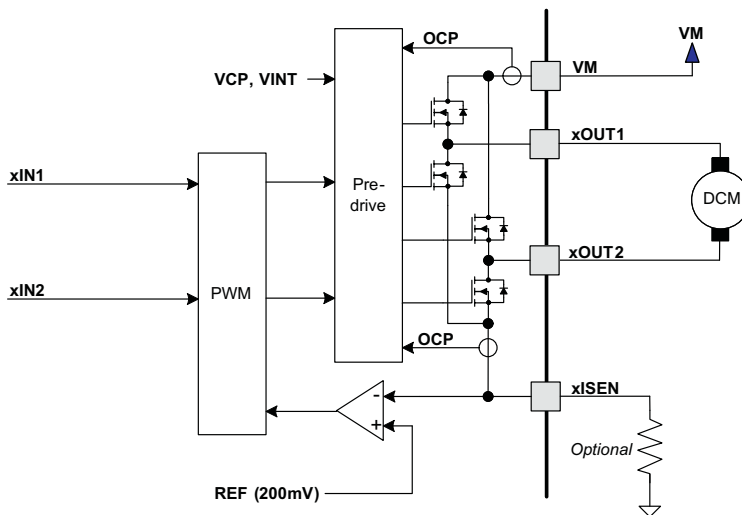 OCP
VM
VCP, VINT
VM
xOUT1
xIN1
Pre-
drive
DCM
xOUT2
xIN2
PWM
OCP
xISEN
-
+
Optional
REF (200mV)